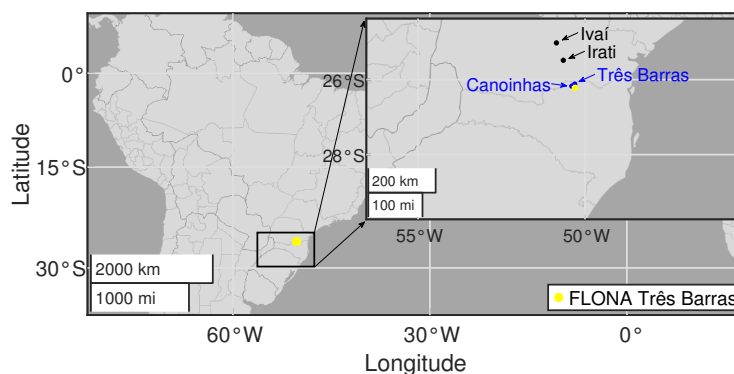 Ivaí
Irati
0°
26°S
Canoinhas
Três Barras
15°S
28°S
200 km
100 mi
55°W
50°W
2000 km
1000 mi
30°S
FLONA Três Barras
60°W
30°W
0°
Latitude
Longitude